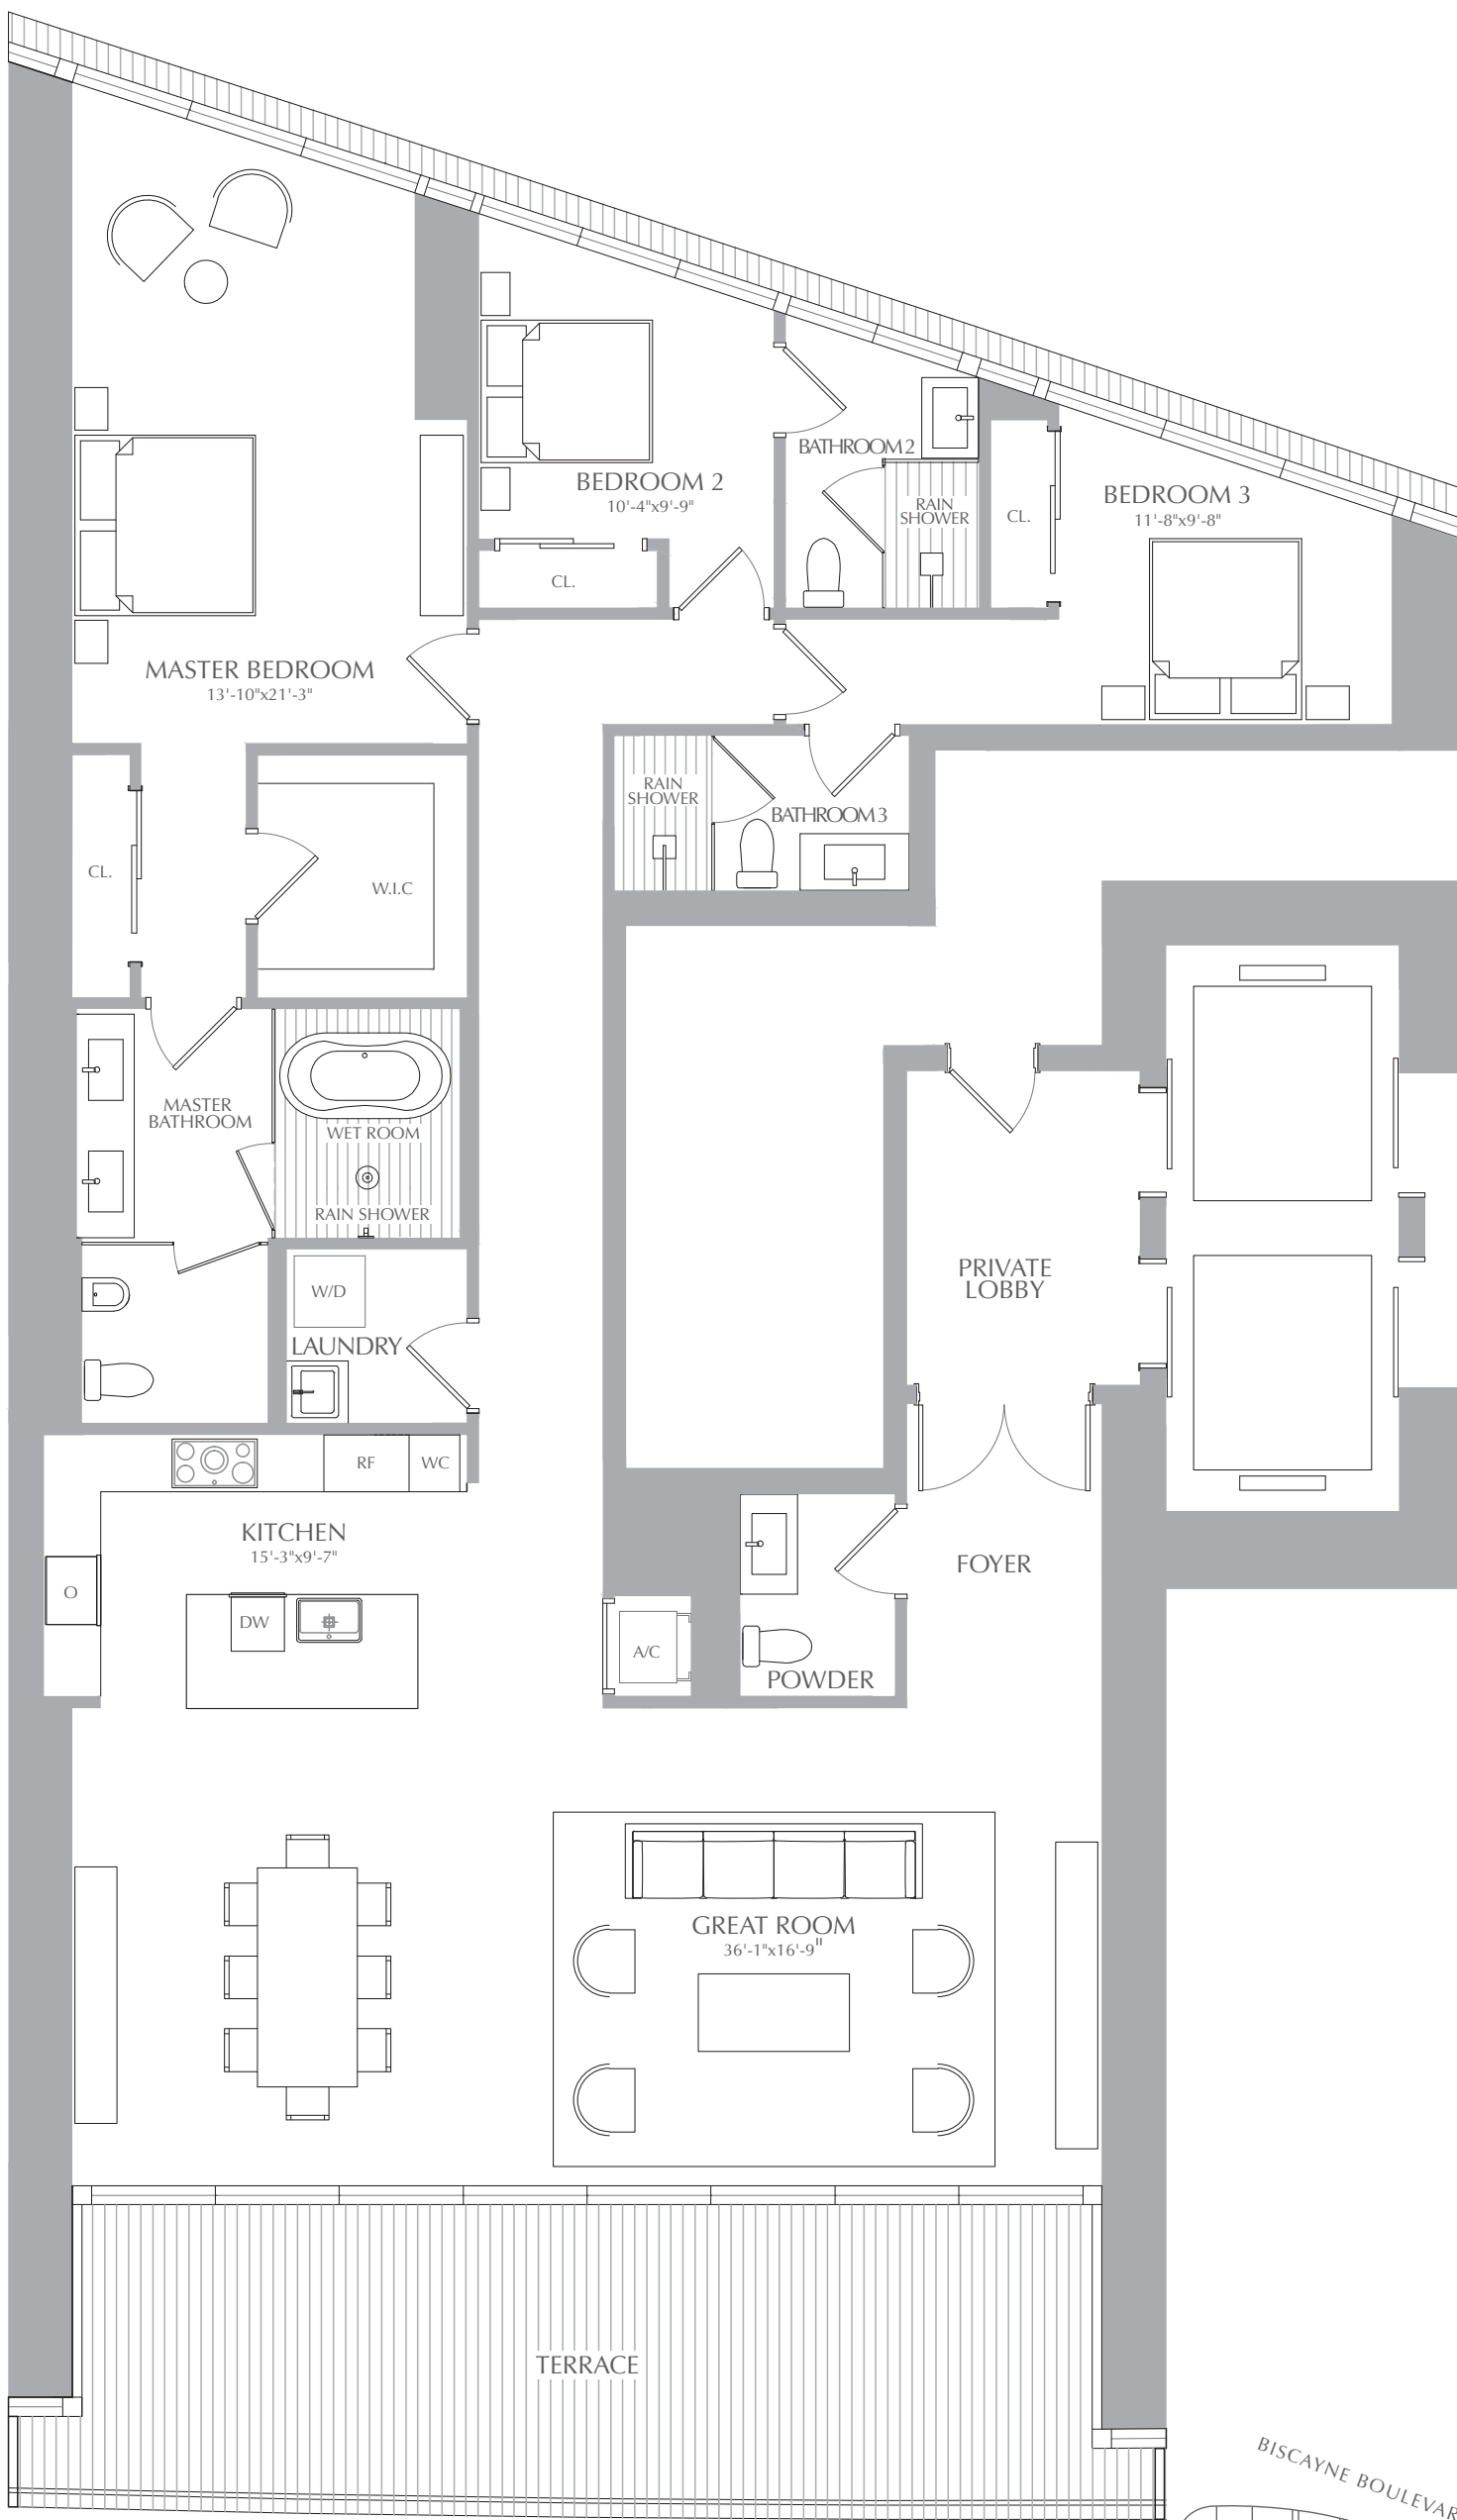 BEDROOM 2
10'-4"x9'-9"
CL.
BATHROOM 2
RAIN
SHOWER
CL.
BEDROOM 3
11'-8"x9'-8"
MASTER BEDROOM
13'-10"x21'-3"
RAIN
SHOWER
BATHROOM 3
CL.
W.I.C
MASTER
BATHROOM
WET ROOM
RAIN SHOWER
W/D
LAUNDRY
PRIVATE
LOBBY
RF
WC
KITCHEN
15'-3"x9'-7"
O
DW
FOYER
A/C
POWDER
GREAT ROOM
36'-1"x16'-9"
TERRACE
BISCAYNE BOULEVAR